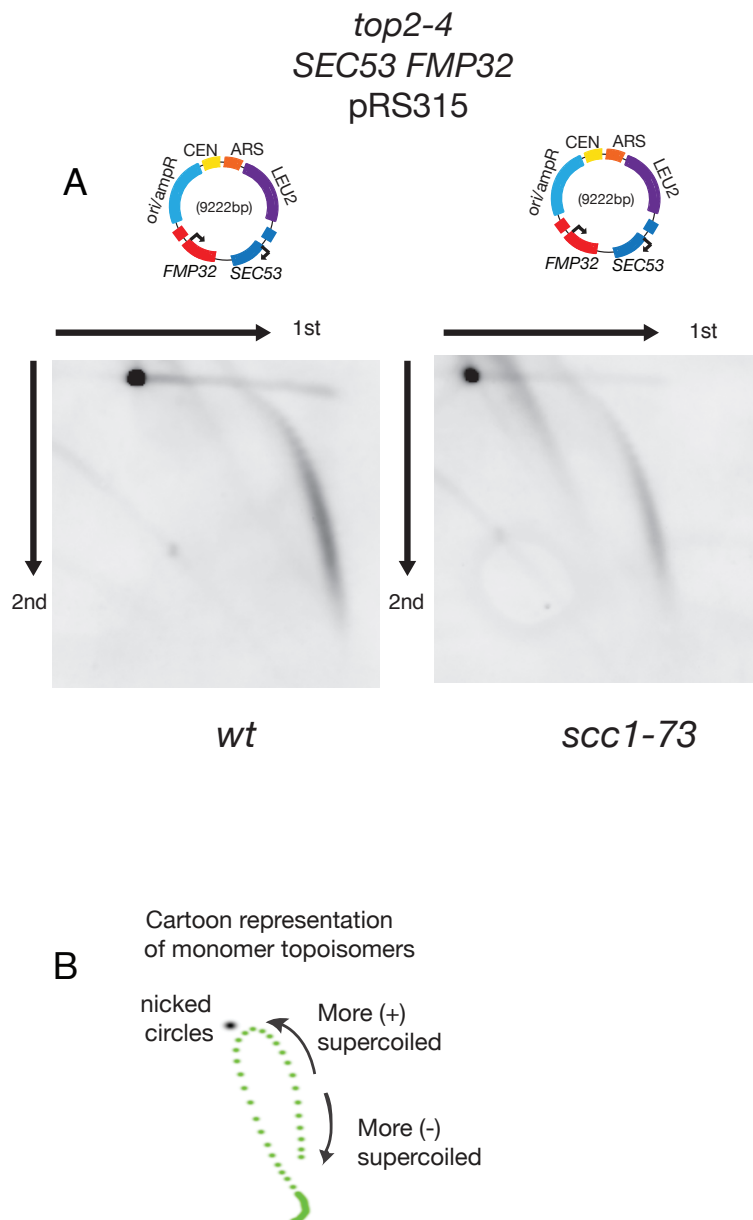 top2-4
SEC53 FMP32
pRS315
A
CEN
ARS
ori/ampR
LEU2
(9222bp)
FMP32
SEC53
CEN
ARS
ori/ampR
LEU2
(9222bp)
FMP32
SEC53
1st
1st
2nd
2nd
wt
scc1-73
Cartoon representation
of monomer topoisomers
B
nicked
circles
More (+)
supercoiled
More (-)
supercoiled